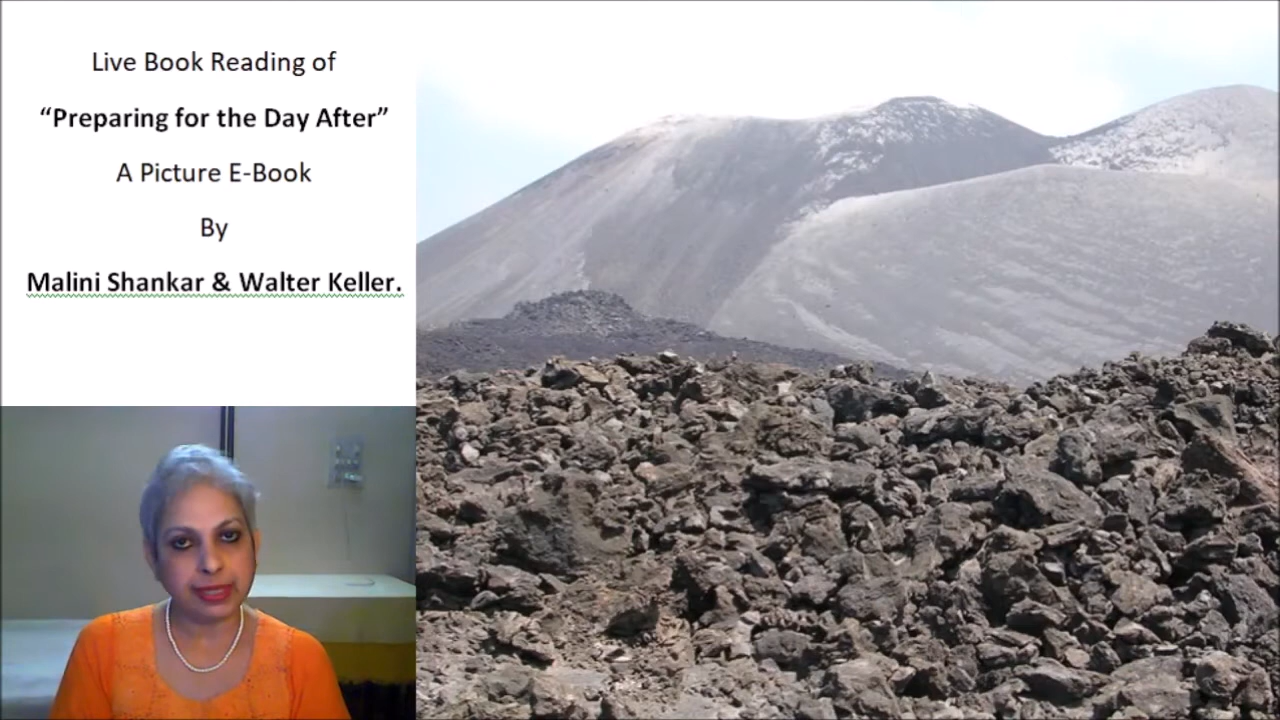 Live Book Reading of
“Preparing for the Day After”
A Picture E-Book
By
Malini Shankar & Walter Keller.